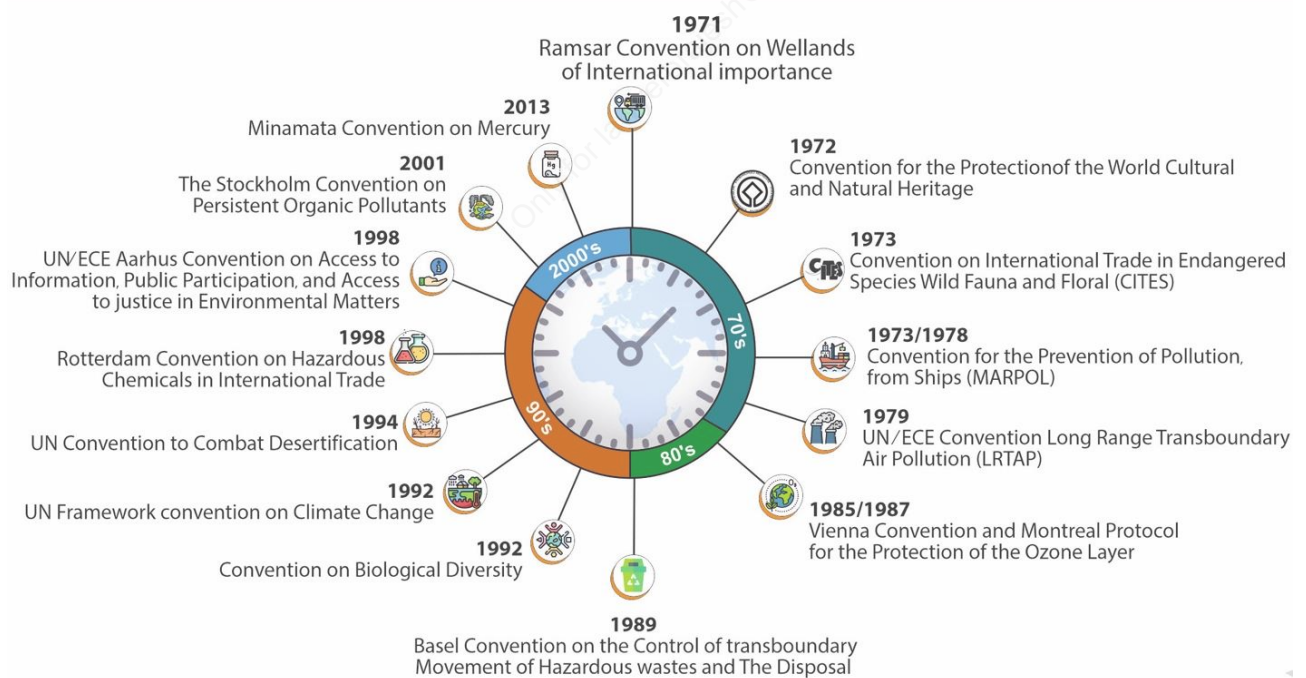 1971
Ramsar Convention on Wellands
of International importance
1972
Convention for the Protectionof the World Cultural
and Natural Heritage
1973
Convention on International Trade in Endangered
Species Wild Fauna and Floral (CITES)
CITES
1973/1978
Convention for the Prevention of Pollution,
from Ships (MARPOL)
1979
UN/ECE Convention Long Range Transboundary
Air Pollution (LRTAP)
1985/1987
Vienna Convention and Montreal Protocol
for the Protection of the Ozone Layer
1989
Basel Convention on the Control of transboundary
Movement of Hazardous wastes and The Disposal
1992
Convention on Biological Diversity
1992
UN Framework convention on Climate Change
1994
UN Convention to Combat Desertification
1998
Rotterdam Convention on Hazardous
Chemicals in International Trade
1998
UN/ECE Aarhus Convention on Access to
Information, Public Participation, and Access
to justice in Environmental Matters
2001
The Stockholm Convention on
Persistent Organic Pollutants
2013
Minamata Convention on Mercury
Hg
70's
80's
90's
2000's